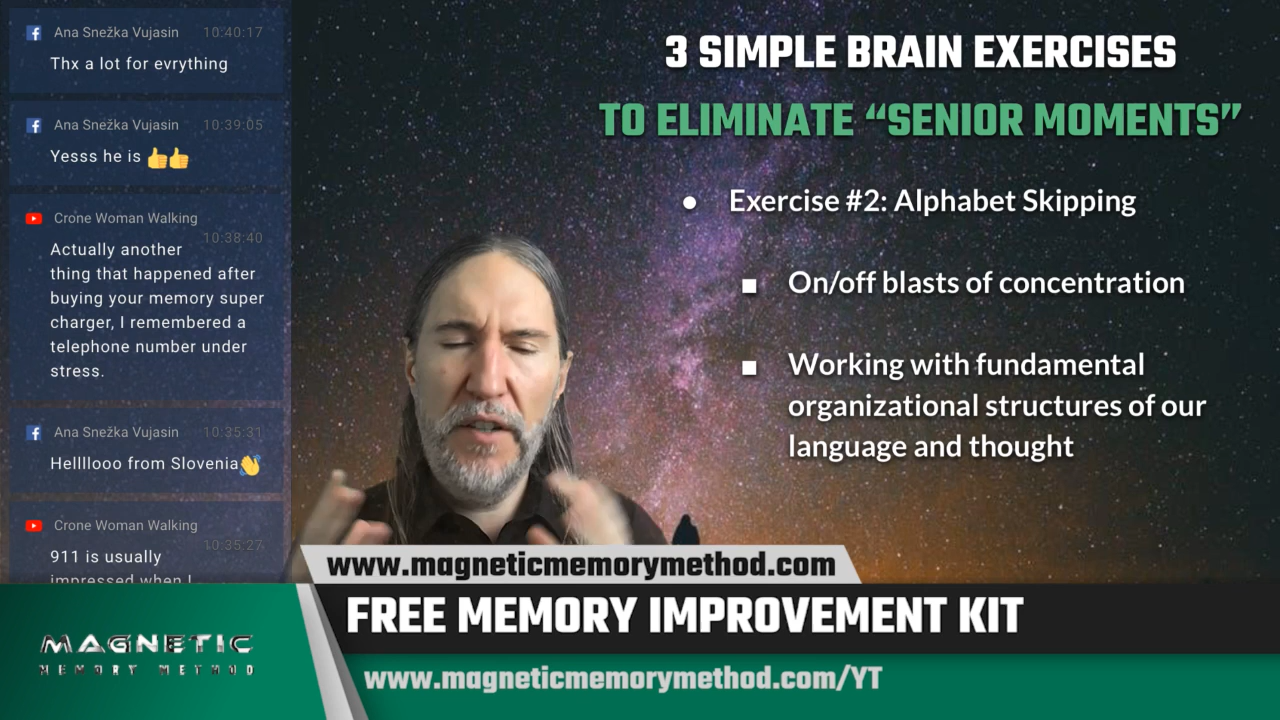 Ana Snežka Vujasin 10:40:17
Thx a lot for evrything
Ana Snežka Vujasin 10:39:05
Yesss he is 👍👍
Crone Woman Walking
10:38:40
Actually another
thing that happened after
buying your memory super
charger, I remembered a
telephone number under
stress.
Ana Snežka Vujasin 10:35:31
Hellllooo from Slovenia👋
Crone Woman Walking
10:35:27
911 is usually
impressed when I
3 SIMPLE BRAIN EXERCISES
TO ELIMINATE “SENIOR MOMENTS”
● Exercise #2: Alphabet Skipping
■ On/off blasts of concentration
■ Working with fundamental
organizational structures of our
language and thought
www.magneticmemorymethod.com
FREE MEMORY IMPROVEMENT KIT
www.magneticmemorymethod.com/YT
MAGNETIC
MEMORY METHOD